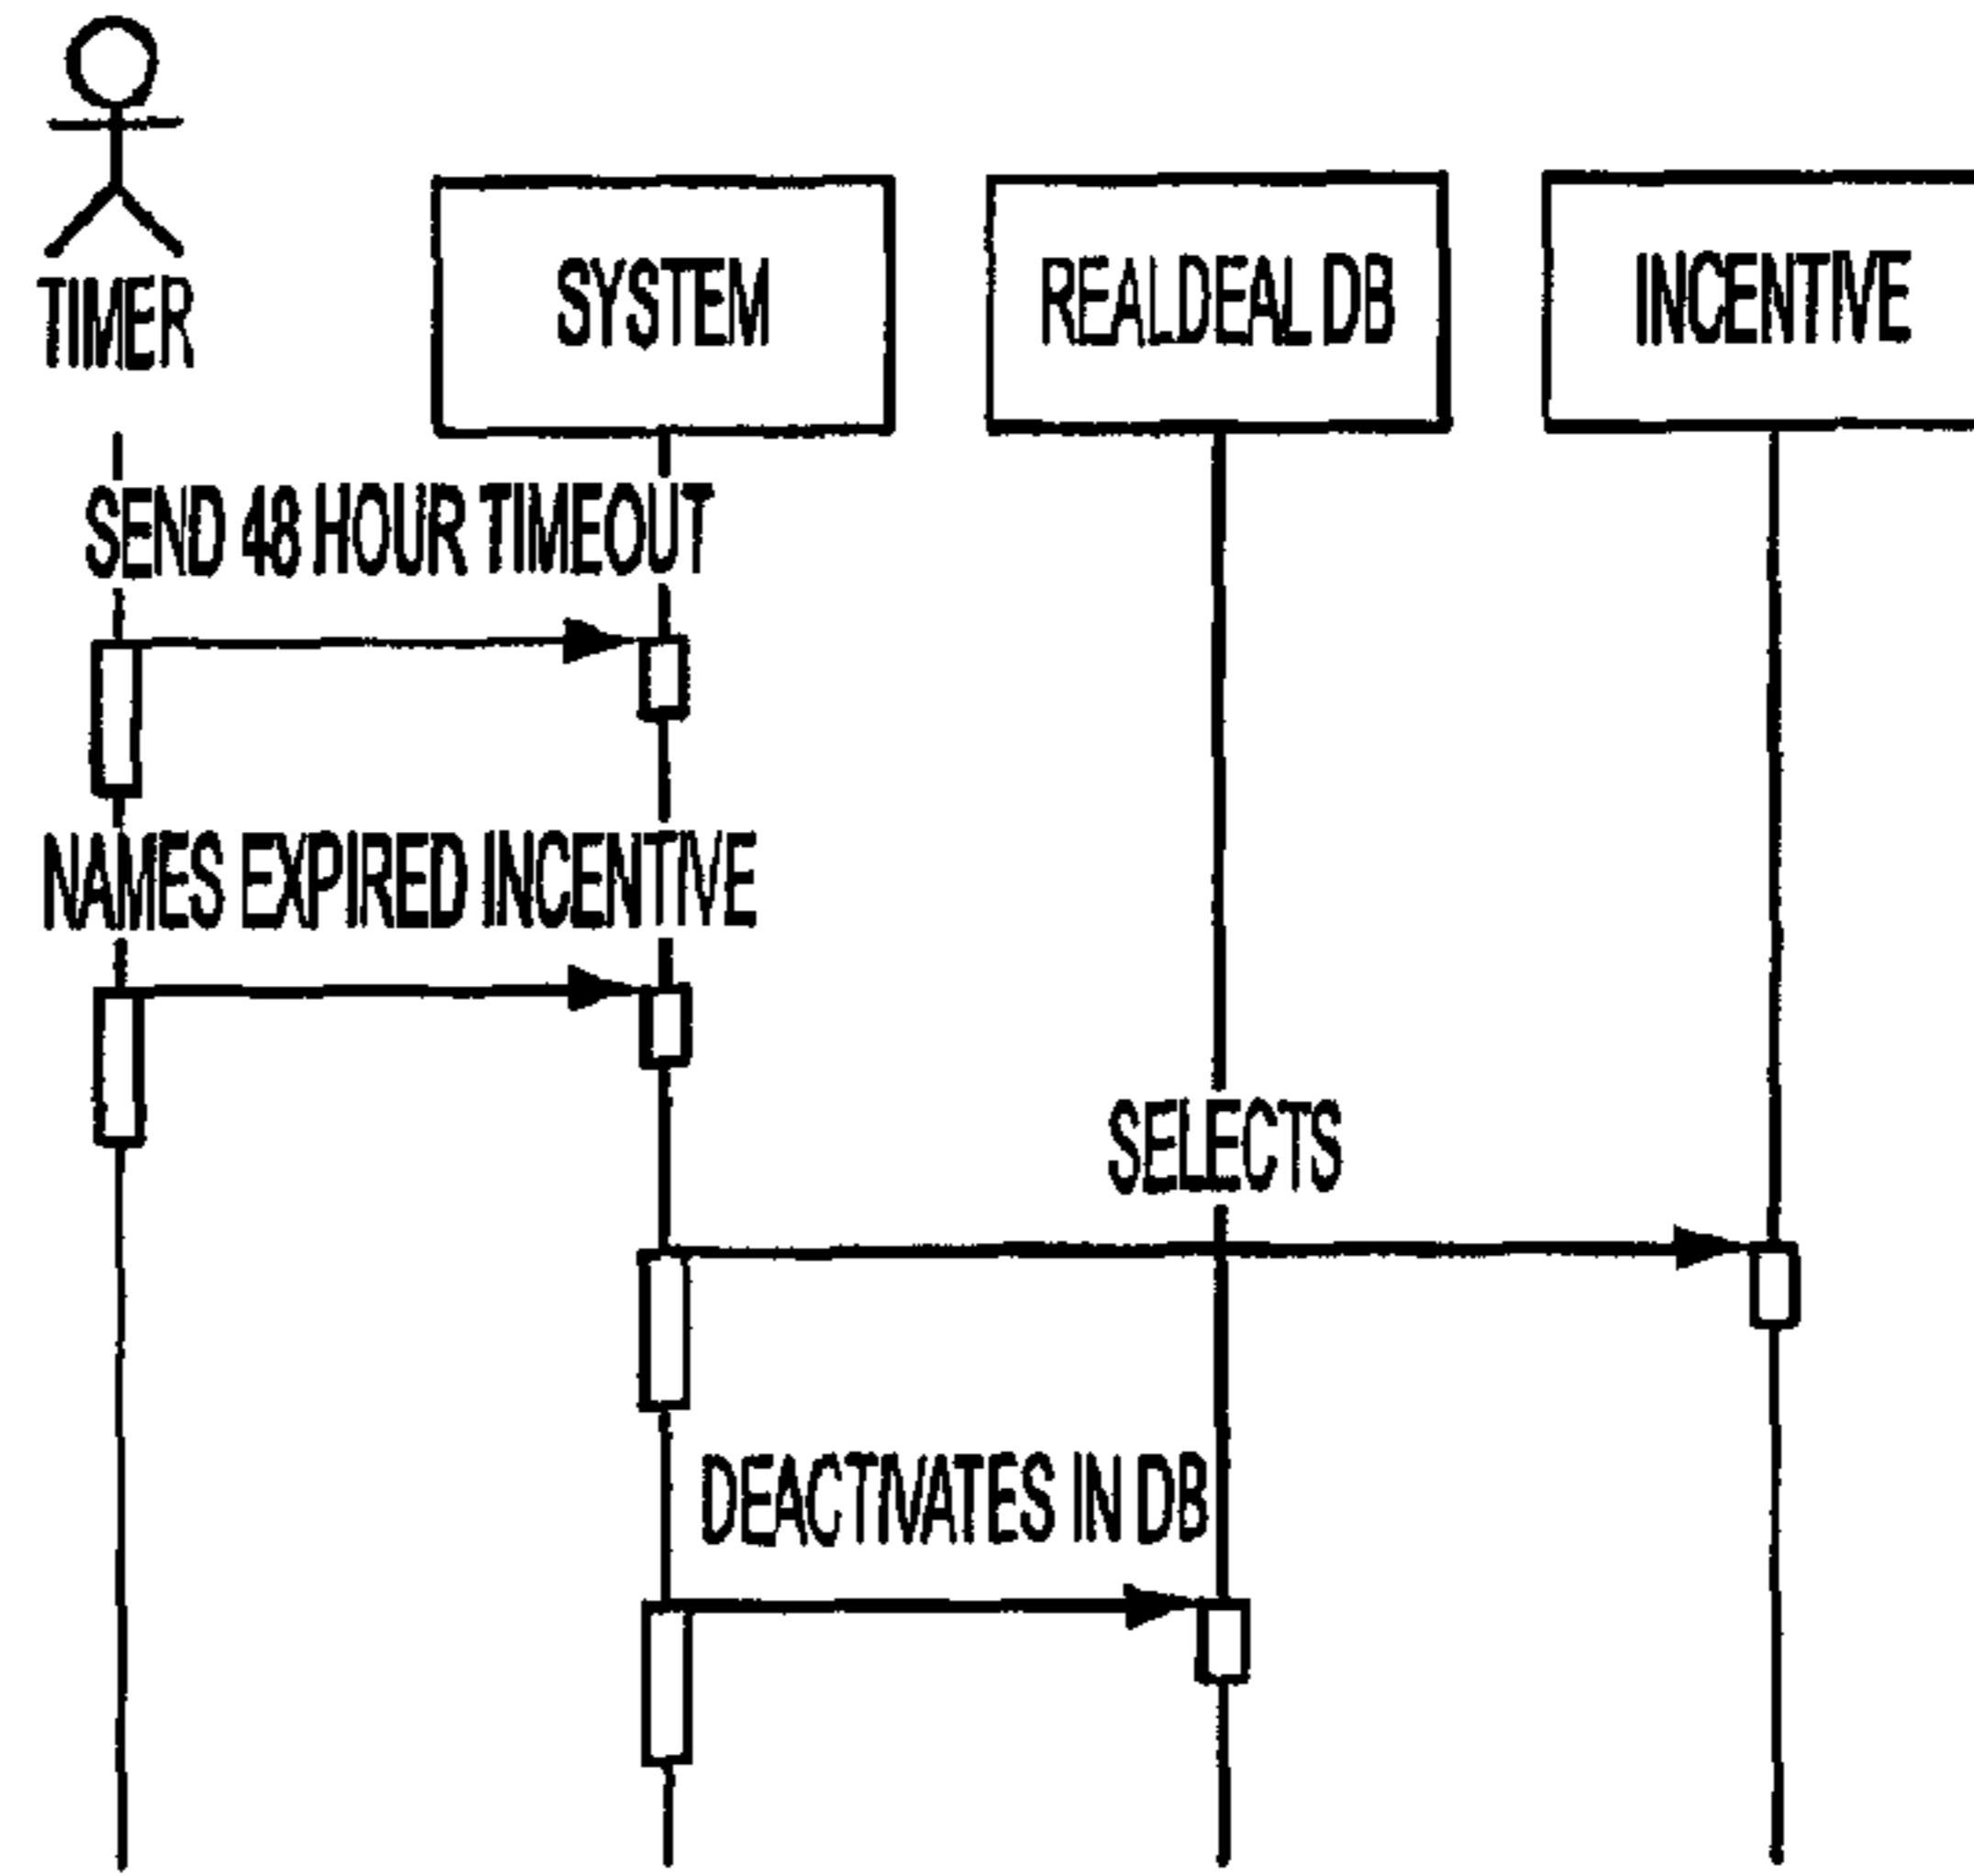 TIMER
SYSTEM
REALDEAL DB
INCENTIVE
SEND 48 HOUR TIMEOUT
NAMES EXPIRED INCENTIVE
SELECTS
DEACTIVATES IN DB